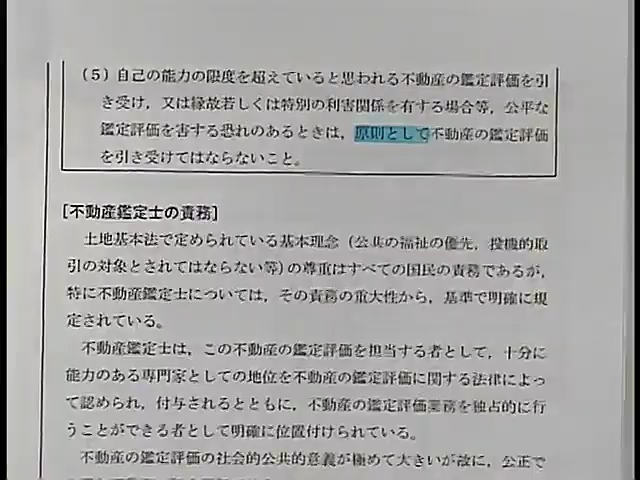 (5)自己の能力の限度を超えていると思われる不動産の鑑定評価を引
き受け，又は縁故若しくは特別の利害関係を有する場合等，公平な
鑑定評価を害する恐れのあるときは，原則として不動産の鑑定評価
を引き受けてはならないこと。
[不動産鑑定士の責務]
土地基本法で定められている基本理念（公共の福祉の優先，投機的取
引の対象とされてはならない等）の尊重はすべての国民の責務であるが，
特に不動産鑑定士については，その責務の重大性から，基準で明確に規
定されている。
不動産鑑定士は，この不動産の鑑定評価を担当する者として，十分に
能力のある専門家としての地位を不動産の鑑定評価に関する法律によっ
て認められ，付与されるとともに，不動産の鑑定評価業務を独占的に行
うことができる者として明確に位置付けられている。
不動産の鑑定評価の社会的公共的意義が極めて大きいが故に，公正で